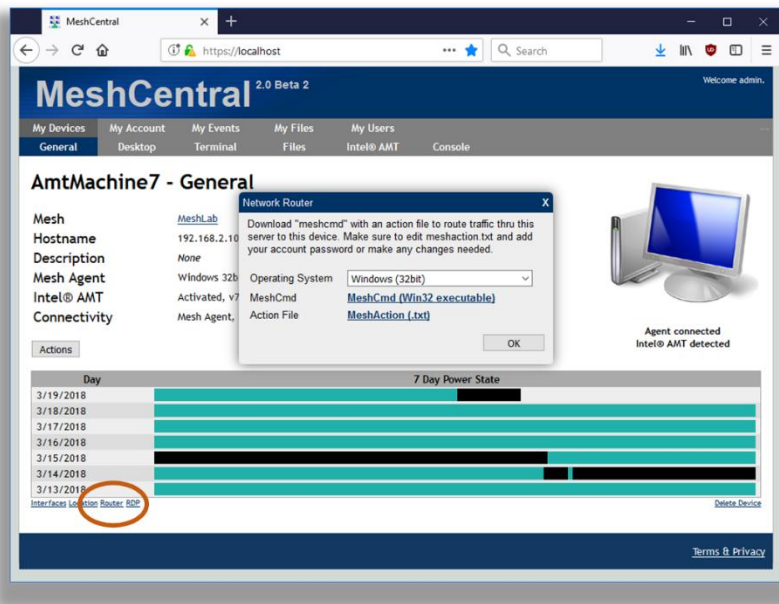 MeshCentral
https://localhost
Search
MeshCentral 2.0 Beta 2
Welcome admin.
My Devices My Account My Events My Files My Users
General Desktop Terminal Files Intel® AMT Console
AmtMachine7 - General
Mesh MeshLab
Hostname 192.168.2.10
Description None
Mesh Agent Windows 32b
Intel® AMT Activated, v7
Connectivity Mesh Agent,
Actions
Network Router X
Download "meshcmd" with an action file to route traffic thru this
server to this device. Make sure to edit meshaction.txt and add
your account password or make any changes needed.
Operating System Windows (32bit)
MeshCmd MeshCmd (Win32 executable)
Action File MeshAction (.txt)
OK
Agent connected
Intel® AMT detected
Day 7 Day Power State
3/19/2018
3/18/2018
3/17/2018
3/16/2018
3/15/2018
3/14/2018
3/13/2018
Interfaces Location Router RDP Delete Device
Terms & Privacy